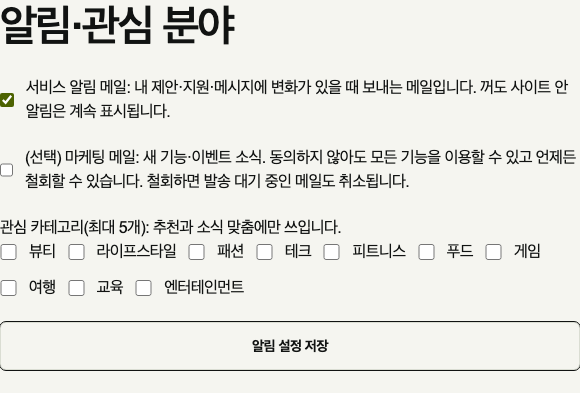 알림·관심 분야
서비스 알림 메일: 내 제안·지원·메시지에 변화가 있을 때 보내는 메일입니다. 꺼도 사이트 안
알림은 계속 표시됩니다.
(선택) 마케팅 메일: 새 기능·이벤트 소식. 동의하지 않아도 모든 기능을 이용할 수 있고 언제든
철회할 수 있습니다. 철회하면 발송 대기 중인 메일도 취소됩니다.
관심 카테고리(최대 5개): 추천과 소식 맞춤에만 쓰입니다.
뷰티 라이프스타일 패션 테크 피트니스 푸드 게임
여행 교육 엔터테인먼트
알림 설정 저장